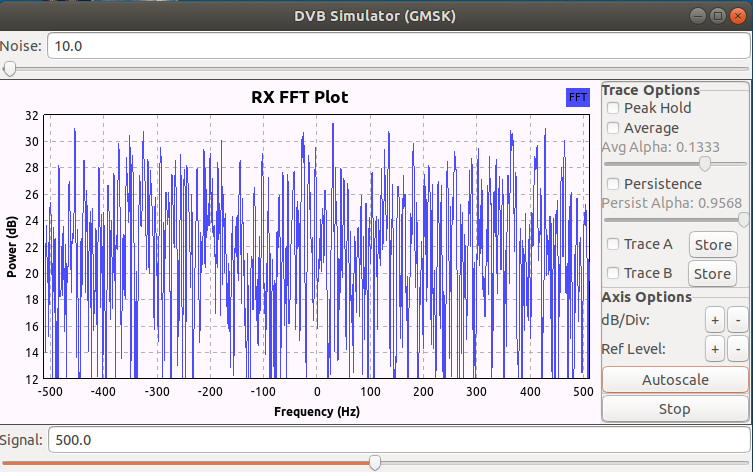 DVB Simulator (GMSK)
Noise: 10.0
RX FFT Plot
FFT
Power (dB)
32
30
28
26
24
22
20
18
16
14
12
-500 -400 -300 -200 -100 0 100 200 300 400 500
Frequency (Hz)
Trace Options
Peak Hold
Average
Avg Alpha: 0.1333
Persistence
Persist Alpha: 0.9568
Trace A Store
Trace B Store
Axis Options
dB/Div: + -
Ref Level: + -
Autoscale
Stop
Signal: 500.0